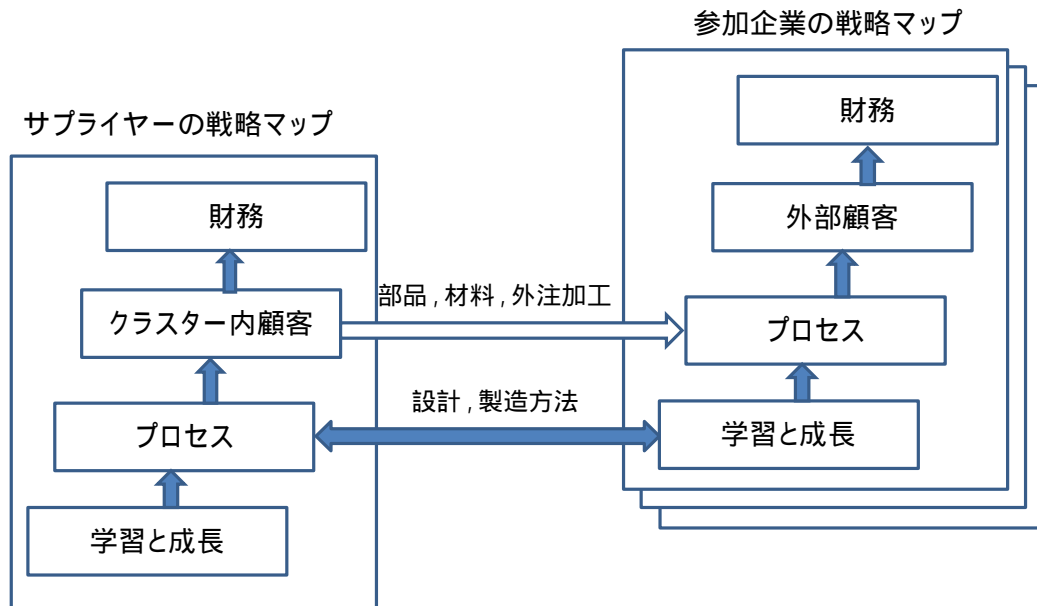 参加企業の戦略マップ
財務
サプライヤーの戦略マップ
外部顧客
財務
部品 , 材料 , 外注加工
クラスター内顧客
プロセス
設計 , 製造方法
プロセス
学習と成長
学習と成長